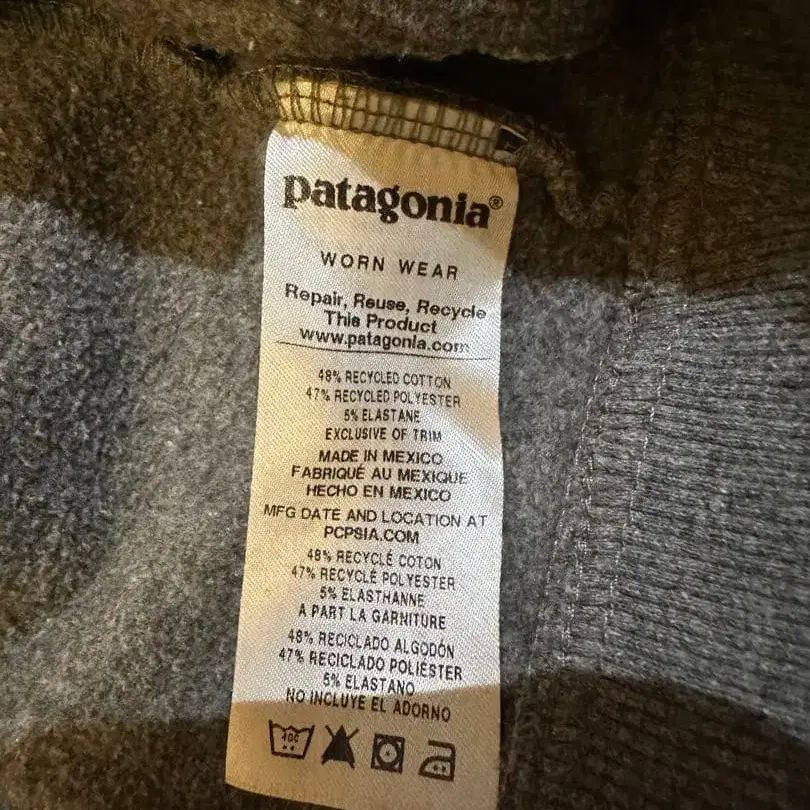 patagonia®
WORN WEAR
Repair, Reuse, Recycle
This Product
www.patagonia.com
48% RECYCLED COTTON
47% RECYCLED POLYESTER
5% ELASTANE
EXCLUSIVE OF TRIM
MADE IN MEXICO
FABRIQUÉ AU MEXIQUE
HECHO EN MEXICO
MFG DATE AND LOCATION AT
PCPSIA.COM
48% RECYCLÉ COTON
47% RECYCLÉ POLYESTER
5% ELASTHANNE
A PART LA GARNITURE
48% RECICLADO ALGODÓN
47% RECICLADO POLIÉSTER
5% ELASTANO
NO INCLUYE EL ADORNO
40C